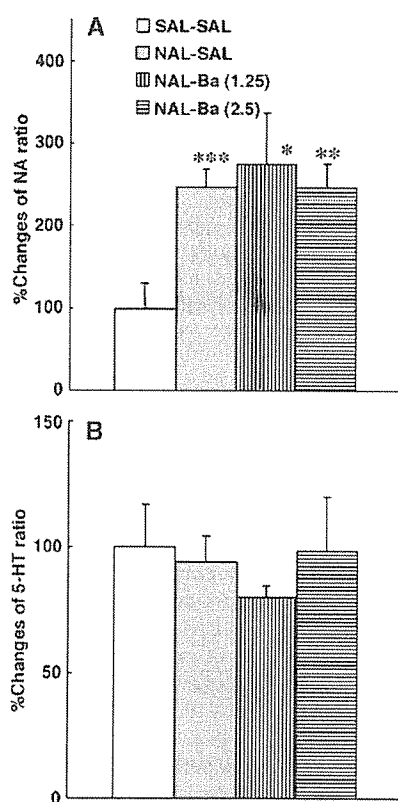 A
SAL-SAL
NAL-SAL
NAL-Ba (1.25)
NAL-Ba (2.5)
%Changes of NA ratio
400
300
200
100
0
***
*
**
B
%Changes of 5-HT ratio
150
100
50
0